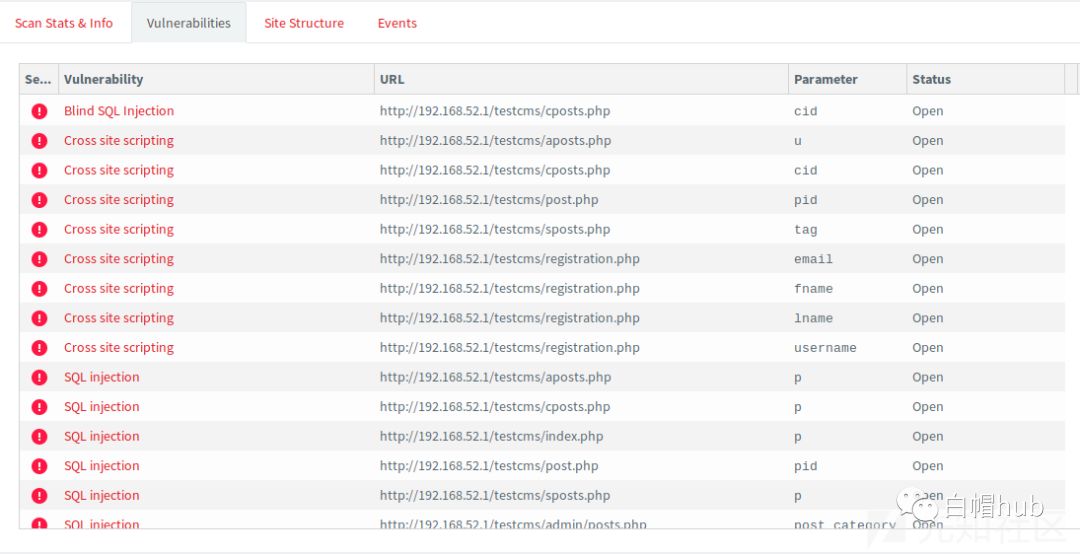 Scan Stats & Info Vulnerabilities Site Structure Events
Se... Vulnerability URL Parameter Status
Blind SQL Injection http://192.168.52.1/testcms/cposts.php cid Open
Cross site scripting http://192.168.52.1/testcms/aposts.php u Open
Cross site scripting http://192.168.52.1/testcms/cposts.php cid Open
Cross site scripting http://192.168.52.1/testcms/post.php pid Open
Cross site scripting http://192.168.52.1/testcms/sposts.php tag Open
Cross site scripting http://192.168.52.1/testcms/registration.php email Open
Cross site scripting http://192.168.52.1/testcms/registration.php fname Open
Cross site scripting http://192.168.52.1/testcms/registration.php lname Open
Cross site scripting http://192.168.52.1/testcms/registration.php username Open
SQL injection http://192.168.52.1/testcms/aposts.php p Open
SQL injection http://192.168.52.1/testcms/cposts.php p Open
SQL injection http://192.168.52.1/testcms/index.php p Open
SQL injection http://192.168.52.1/testcms/post.php pid Open
SQL injection http://192.168.52.1/testcms/sposts.php p Open
SQL injection http://192.168.52.1/testcms/admin/posts.php post_category Open
白帽hub
先知社区